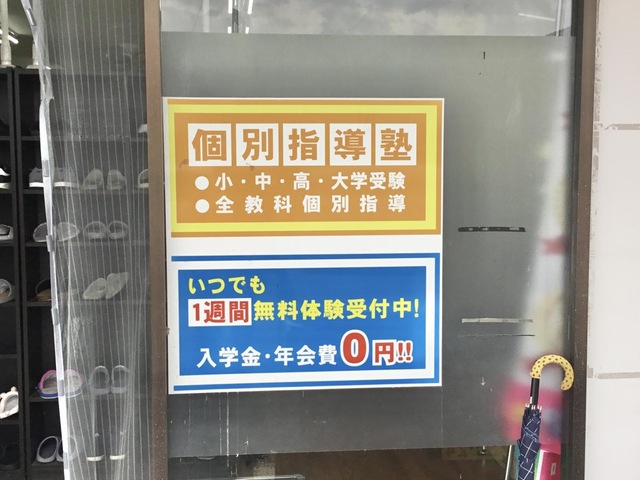 個別指導塾
●小・中・高・大学受験
●全教科個別指導
いつでも
1週間無料体験受付中!
入学金・年会費0円!!